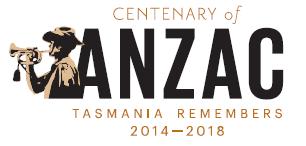 CENTENARY of
ANZAC
TASMANIA REMEMBERS
2014—2018